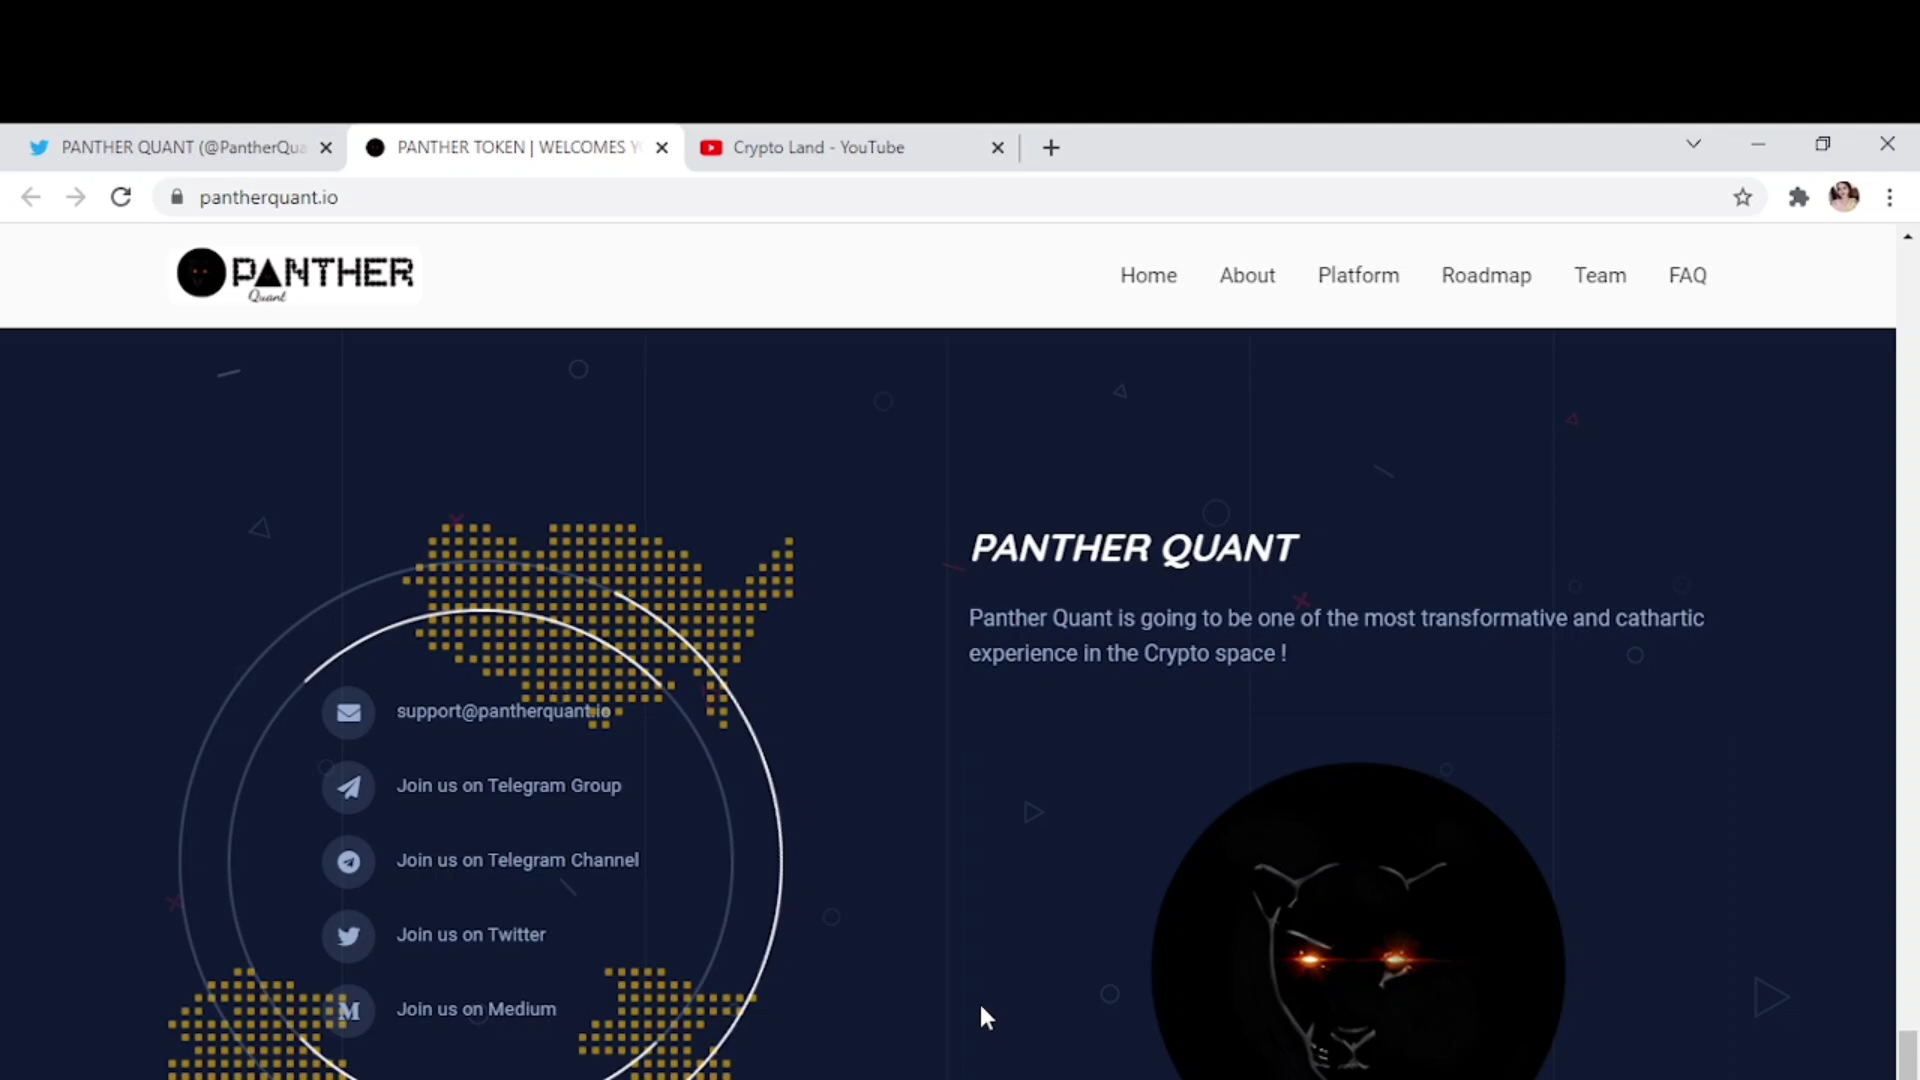 PANTHER QUANT (@PantherQua
PANTHER TOKEN | WELCOMES Y
Crypto Land - YouTube
pantherquant.io
PANTHER
Quant
Home About Platform Roadmap Team FAQ
PANTHER QUANT
Panther Quant is going to be one of the most transformative and cathartic
experience in the Crypto space !
support@pantherquant.io
Join us on Telegram Group
Join us on Telegram Channel
Join us on Twitter
M Join us on Medium